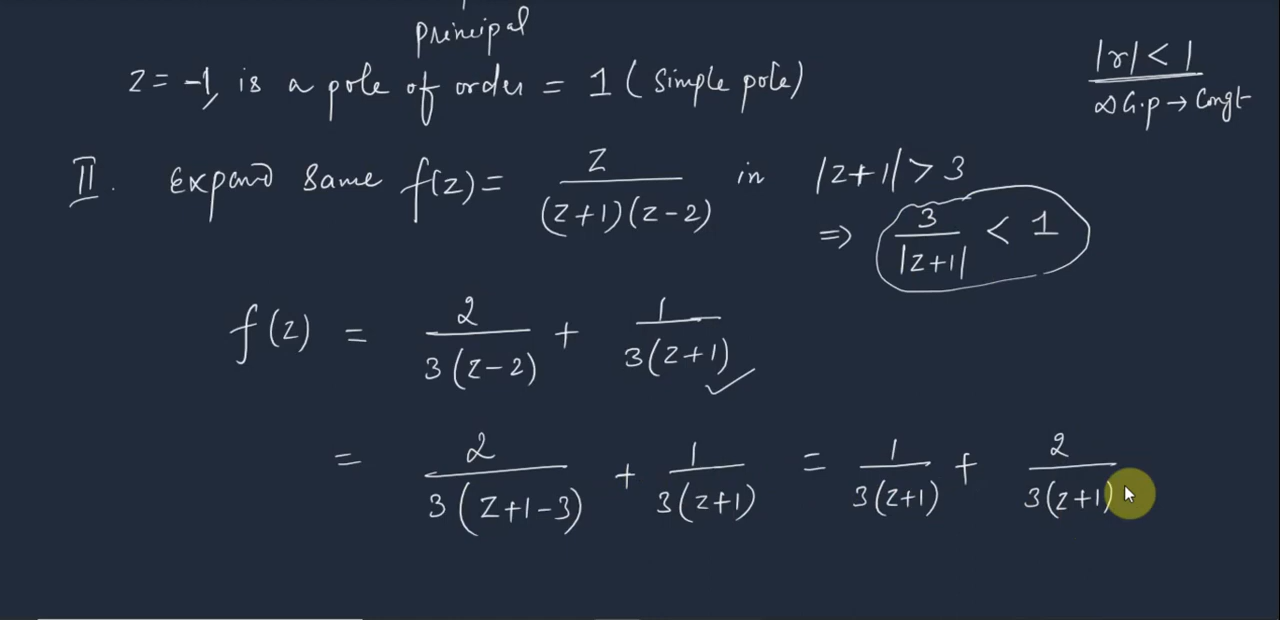 Principal
z = -1, is a pole of order = 1 (Simple pole)
|r| < 1
∞ G.p → Congt
II. Expand same f(z) = z / (z+1)(z-2) in |z+1| > 3
⇒ 3 / |z+1| < 1
f(z) = 2 / 3(z-2) + 1 / 3(z+1) ✓
= 2 / 3(z+1-3) + 1 / 3(z+1) = 1 / 3(z+1) + 2 / 3(z+1)